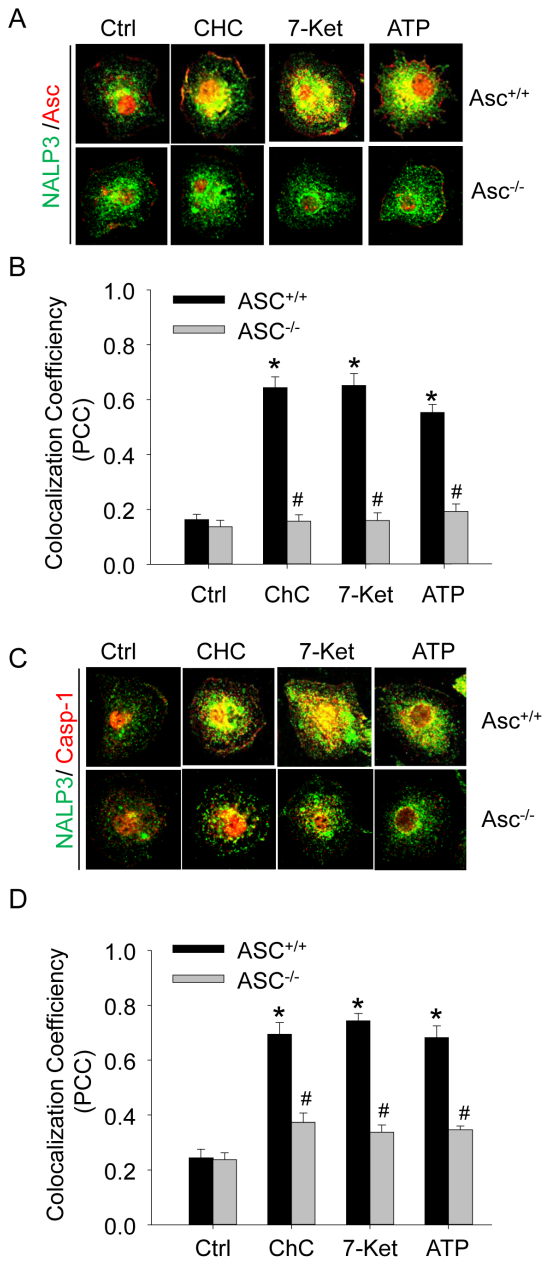 A
Ctrl CHC 7-Ket ATP
NALP3 /Asc
Asc+/+
Asc-/-
B
Colocalization Coefficiency
(PCC)
1.0
0.8
0.6
0.4
0.2
0.0
ASC+/+
ASC-/-
* * *
# # #
Ctrl ChC 7-Ket ATP
C
Ctrl CHC 7-Ket ATP
NALP3/ Casp-1
Asc+/+
Asc-/-
D
Colocalization Coefficiency
(PCC)
1.0
0.8
0.6
0.4
0.2
0.0
ASC+/+
ASC-/-
* * *
# # #
Ctrl ChC 7-Ket ATP